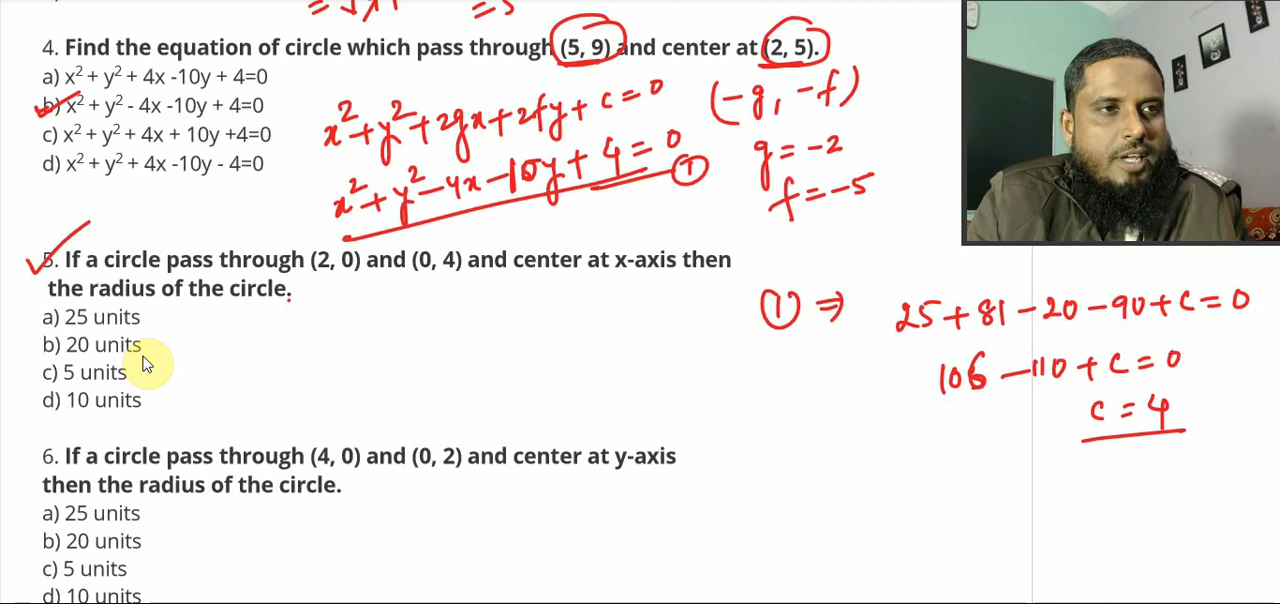 = 5
4. Find the equation of circle which pass through (5, 9) and center at (2, 5).
a) x² + y² + 4x -10y + 4=0
b) x² + y² - 4x -10y + 4=0
c) x² + y² + 4x + 10y +4=0
d) x² + y² + 4x -10y - 4=0
x² + y² + 2gx + 2fy + c = 0
(-g, -f)
x² + y² - 4x - 10y + 4 = 0
①
g = -2
f = -5
5. If a circle pass through (2, 0) and (0, 4) and center at x-axis then
the radius of the circle.
a) 25 units
b) 20 units
c) 5 units
d) 10 units
① ⇒ 25 + 81 - 20 - 90 + c = 0
106 - 110 + c = 0
c = 4
6. If a circle pass through (4, 0) and (0, 2) and center at y-axis
then the radius of the circle.
a) 25 units
b) 20 units
c) 5 units
d) 10 units